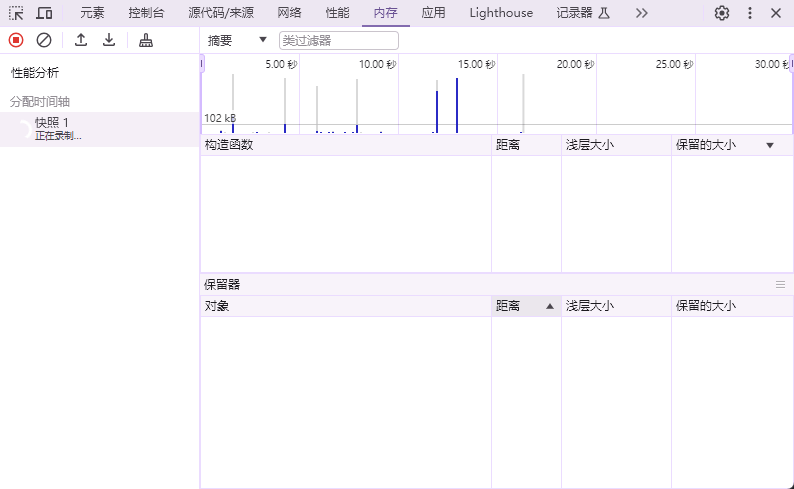 元素 控制台 源代码/来源 网络 性能 内存 应用 Lighthouse 记录器
摘要 类过滤器
性能分析
分配时间轴
快照 1
正在录制...
5.00 秒 10.00 秒 15.00 秒 20.00 秒 25.00 秒 30.00 秒
102 kB
构造函数 距离 浅层大小 保留的大小
保留器
对象 距离 浅层大小 保留的大小